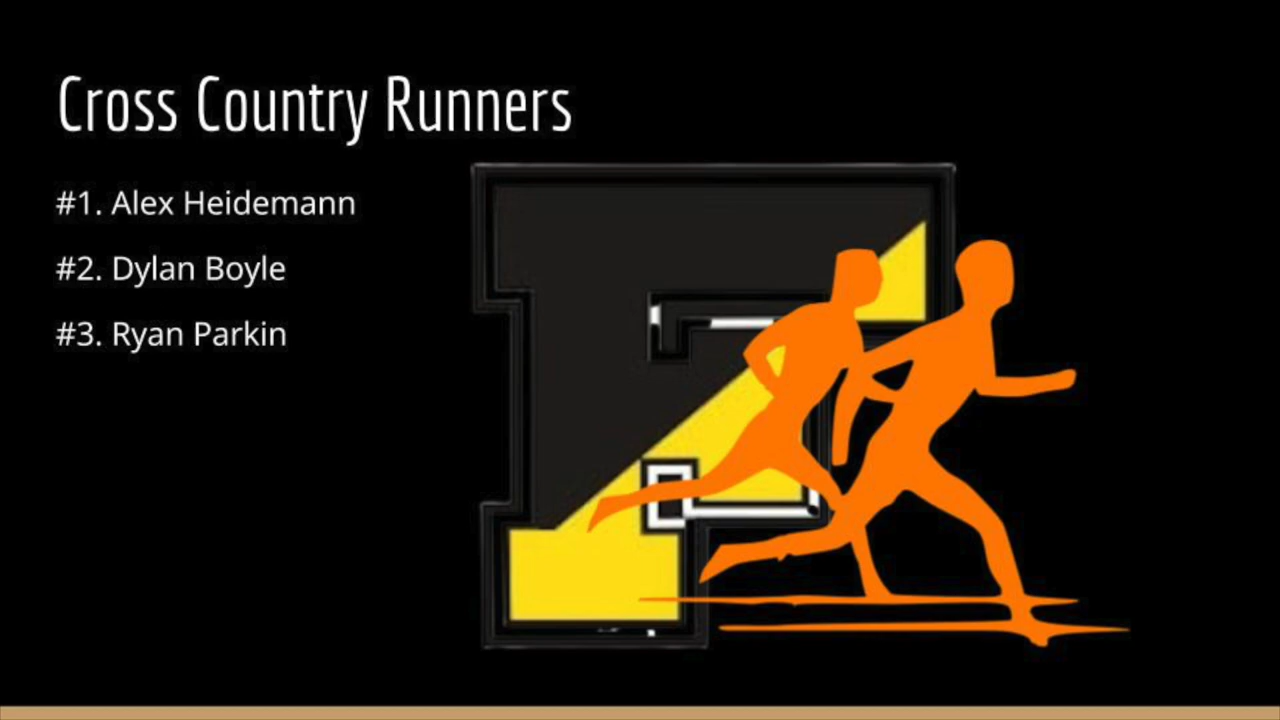 Cross Country Runners
#1. Alex Heidemann
#2. Dylan Boyle
#3. Ryan Parkin
F